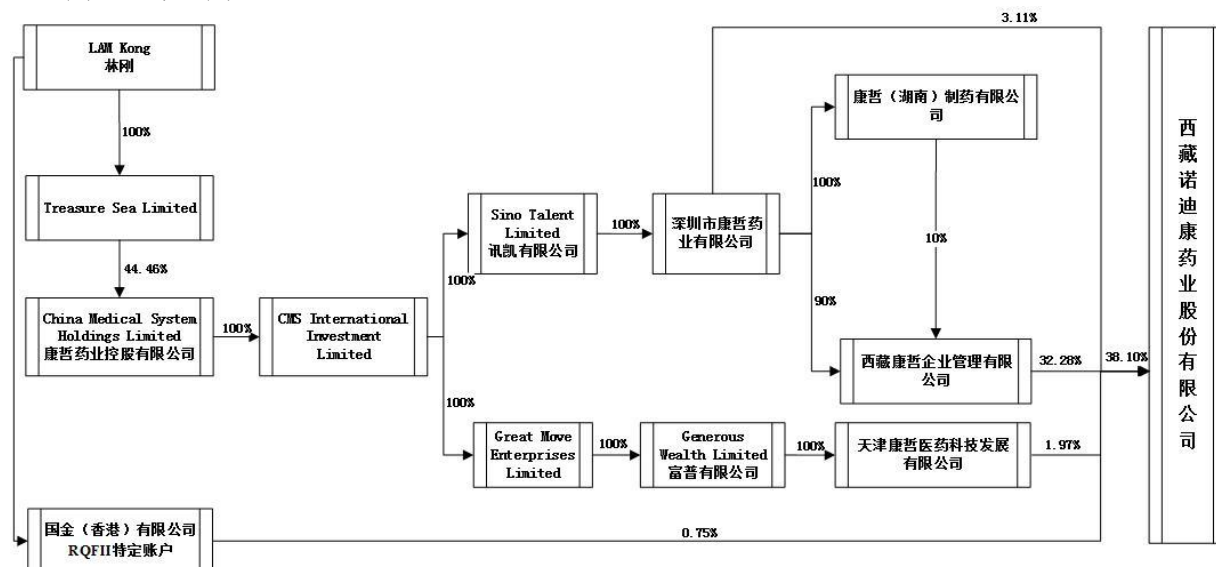 3.11%
LAM Kong
林刚
100%
Treasure Sea Limited
44.46%
China Medical System
Holdings Limited
康哲药业控股有限公司
100%
CMS International
Investment
Limited
100%
100%
Sino Talent
Limited
讯凯有限公司
100%
深圳市康哲药
业有限公司
100%
90%
康哲（湖南）制药有限公
司
10%
西藏康哲企业管理有限
公司
32.28%
38.10%
Great Move
Enterprises
Limited
100%
Generous
Wealth Limited
富普有限公司
100%
天津康哲医药科技发展
有限公司
1.97%
国金（香港）有限公司
RQFII特定账户
0.75%
西藏诺迪康药业股份有限公司